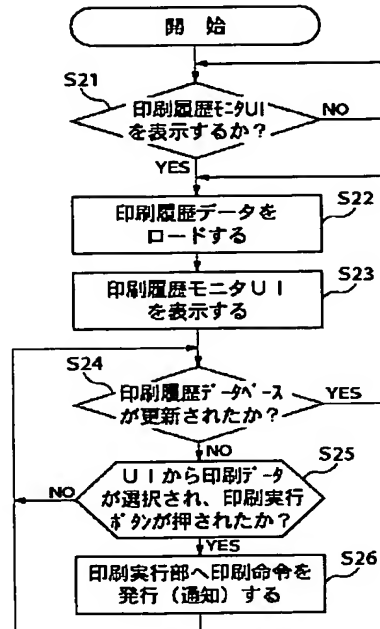 開始
S21
印刷履歴モニタUI
を表示するか？
NO
YES
印刷履歴データを
ロードする
S22
印刷履歴モニタUI
を表示する
S23
S24
印刷履歴データベース
が更新されたか？
YES
NO
UIから印刷データ
が選択され、印刷実行
ボタンが押されたか？
S25
NO
YES
印刷実行部へ印刷命令を
発行（通知）する
S26